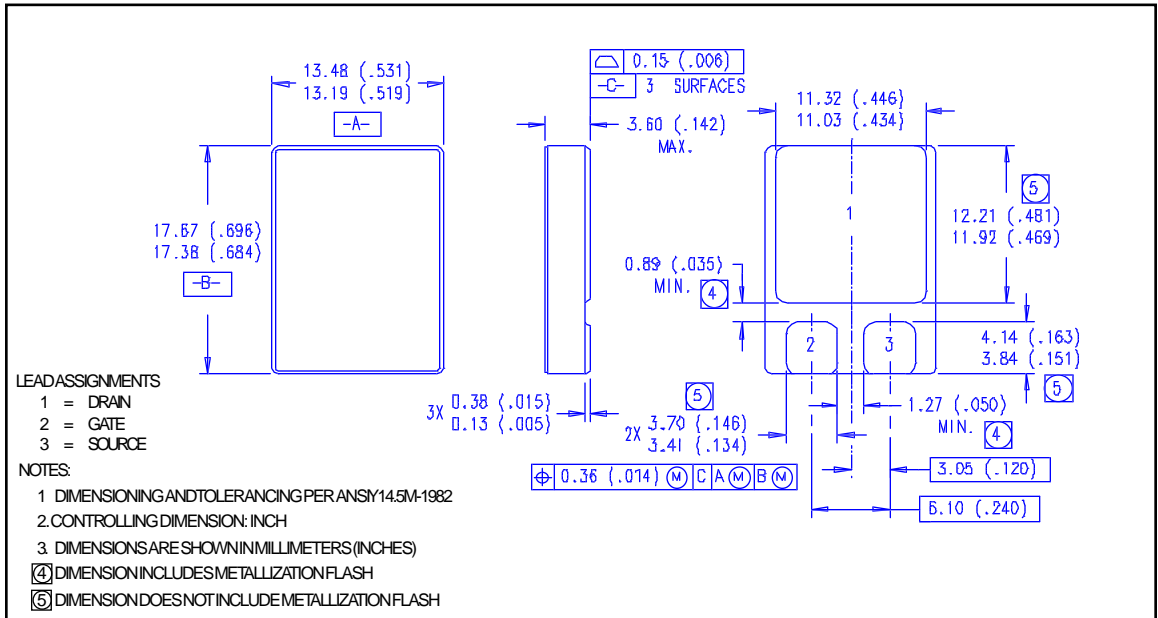 13.48 (.531)
13.19 (.519)
-A-
17.67 (.696)
17.38 (.684)
-B-
0.15 (.006)
-C- 3 SURFACES
3.60 (.142)
MAX.
3X 0.38 (.015)
0.13 (.005)
11.32 (.446)
11.03 (.434)
1
5
12.21 (.481)
11.92 (.469)
0.89 (.035)
MIN. 4
2
3
4.14 (.163)
3.84 (.151)
5
5
2X 3.70 (.146)
3.41 (.134)
1.27 (.050)
MIN. 4
⌖ 0.36 (.014) Ⓜ C A Ⓜ B Ⓜ
3.05 (.120)
6.10 (.240)
LEAD ASSIGNMENTS
1 = DRAIN
2 = GATE
3 = SOURCE
NOTES:
1 DIMENSIONING AND TOLERANCING PER ANSI Y14.5M-1982
2. CONTROLLING DIMENSION: INCH
3. DIMENSIONS ARE SHOWN IN MILLIMETERS (INCHES)
4 DIMENSION INCLUDES METALLIZATION FLASH
5 DIMENSION DOES NOT INCLUDE METALLIZATION FLASH